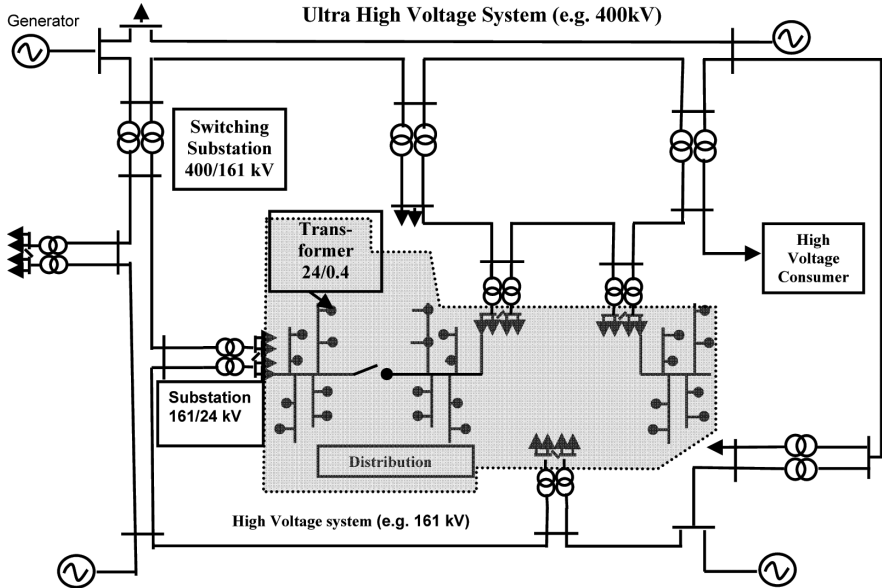 Ultra High Voltage System (e.g. 400kV)
Generator
Switching
Substation
400/161 kV
Trans-
former
24/0.4
High
Voltage
Consumer
Substation
161/24 kV
Distribution
High Voltage system (e.g. 161 kV)